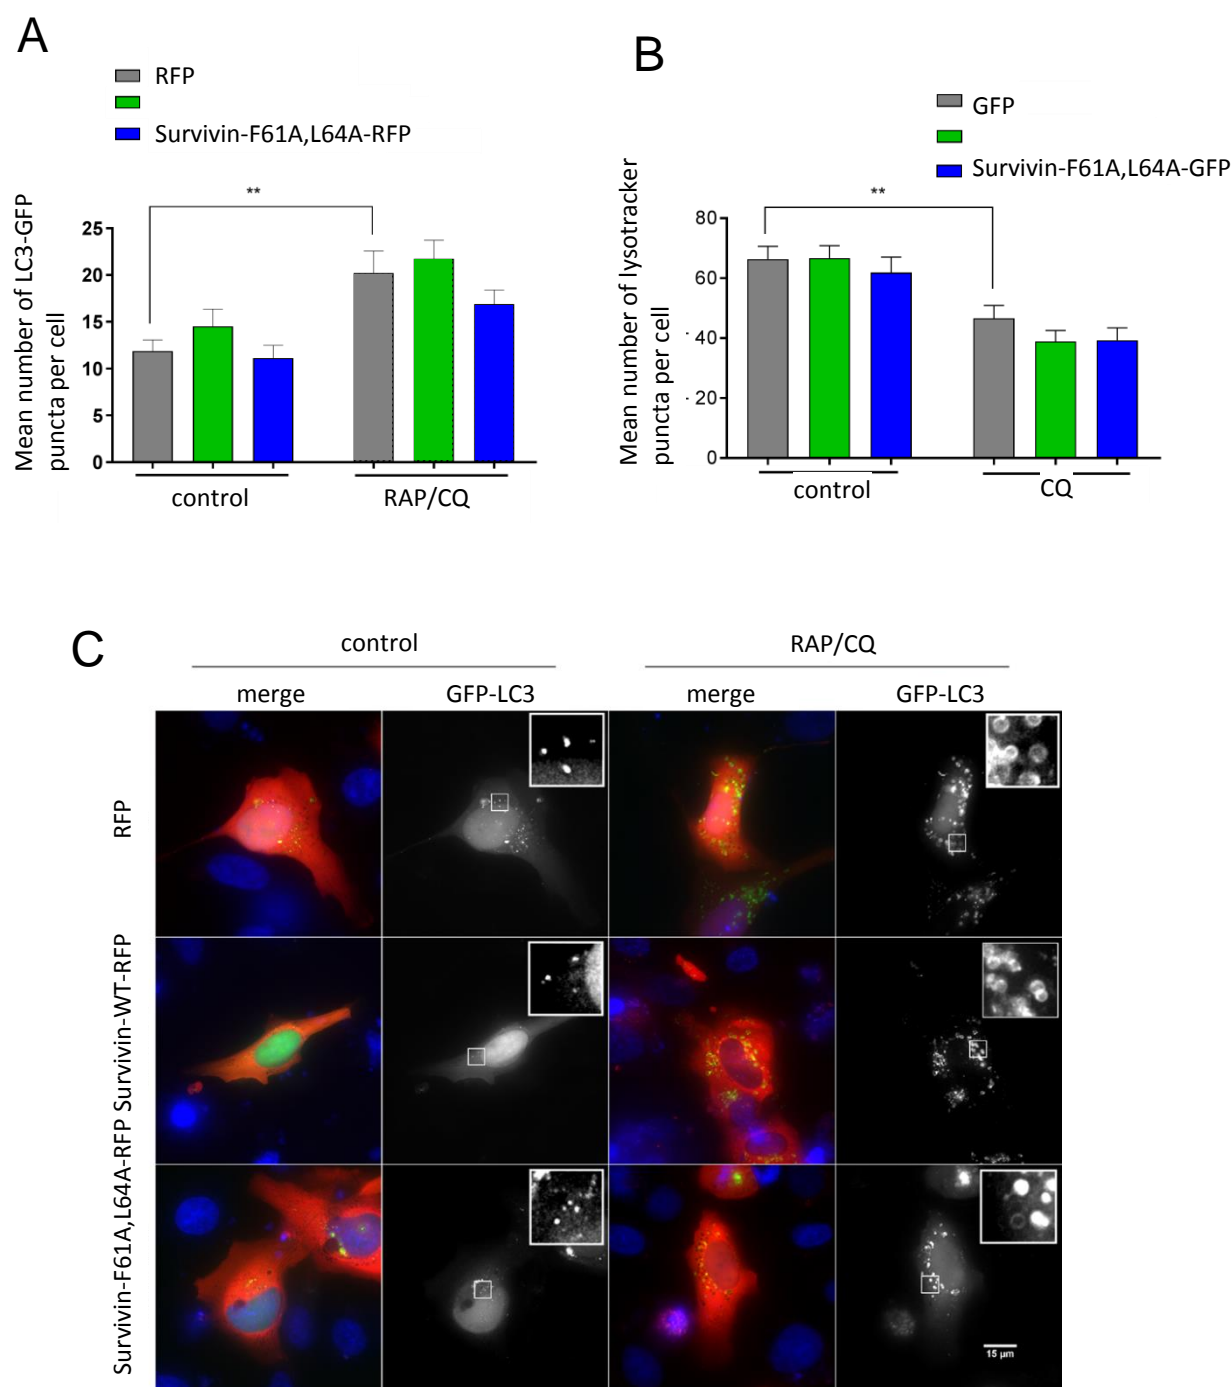 A
RFP
Survivin-F61A,L64A-RFP
**
Mean number of LC3-GFP
puncta per cell
25
20
15
10
5
0
control
RAP/CQ
B
GFP
Survivin-F61A,L64A-GFP
**
Mean number of lysotracker
puncta per cell
80
60
40
20
0
control
CQ
C
control
RAP/CQ
merge
GFP-LC3
merge
GFP-LC3
RFP
Survivin-WT-RFP
Survivin-F61A,L64A-RFP
15 µm